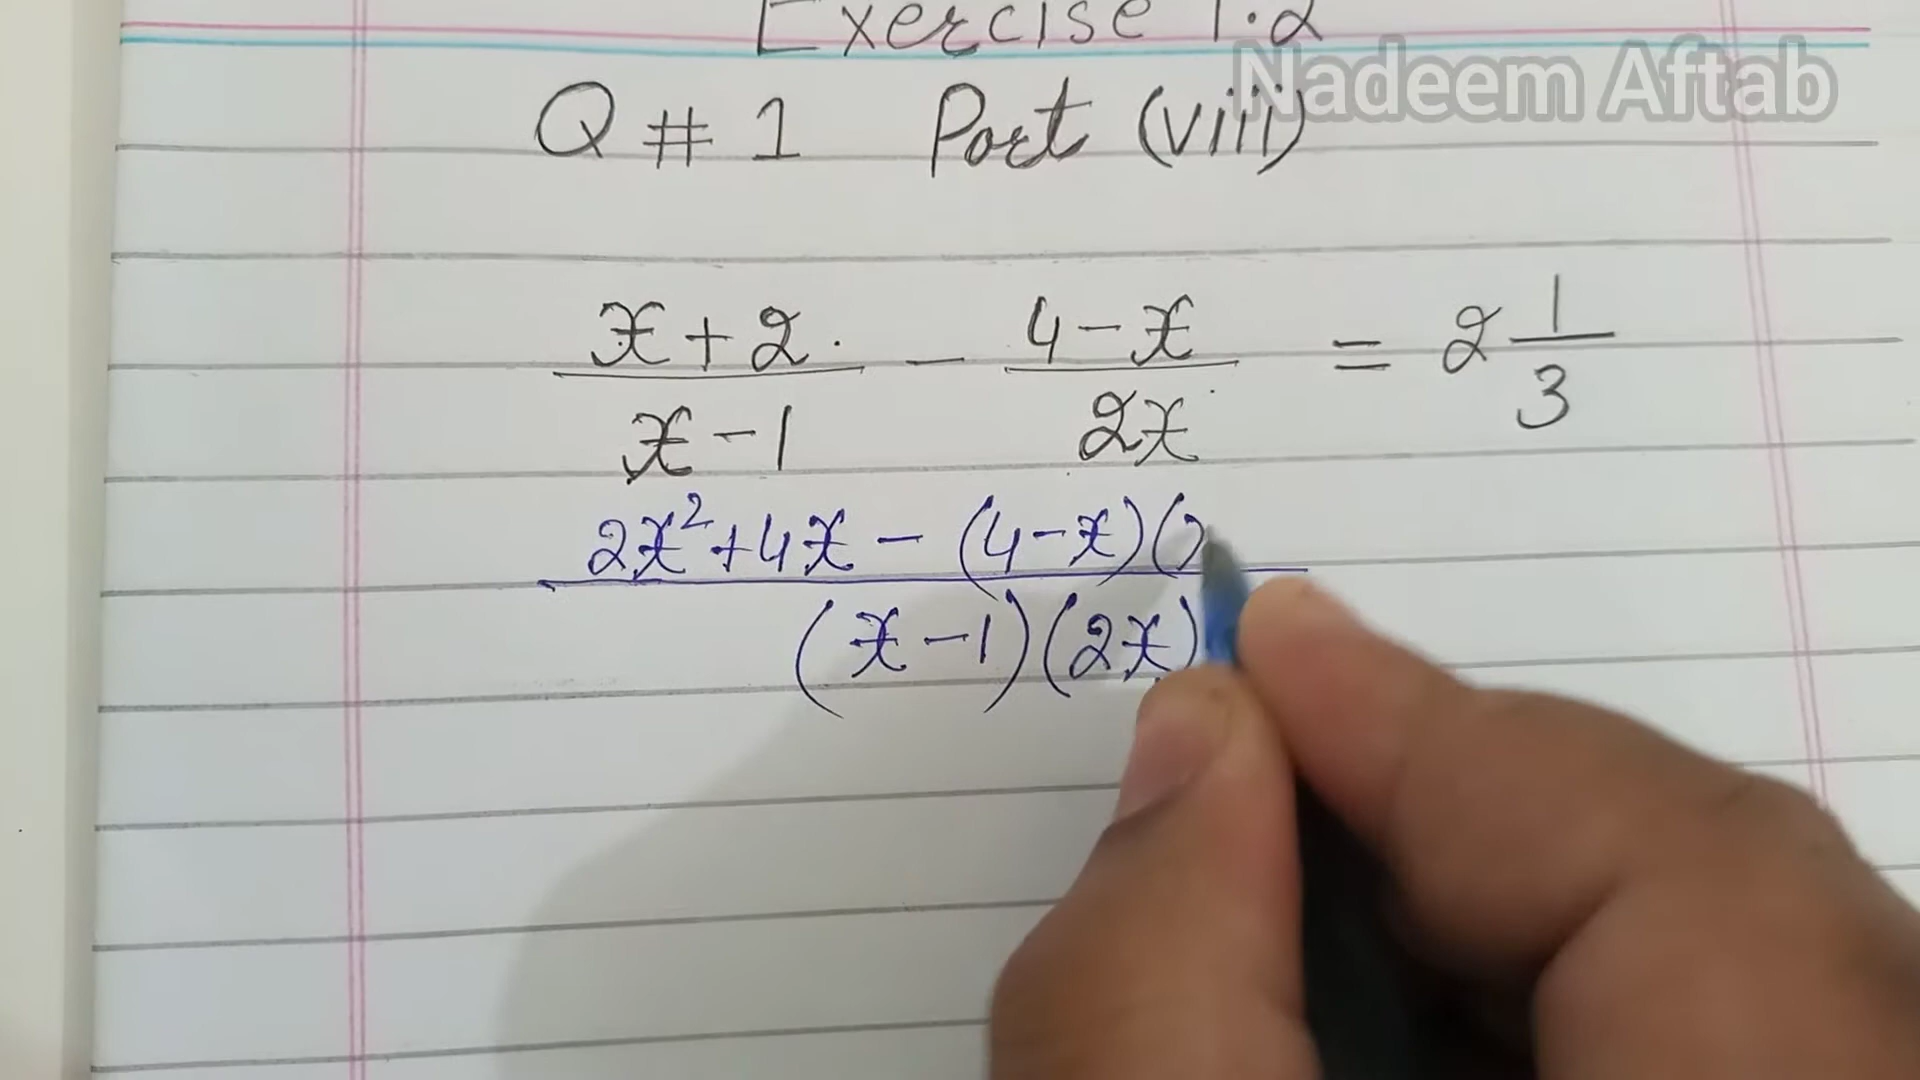 Exercise 1.2
Nadeem Aftab
Q # 1 Part (viii)
x+2 / x-1 - 4-x / 2x = 2 1/3
2x²+4x - (4-x)(
(x-1)(2x)